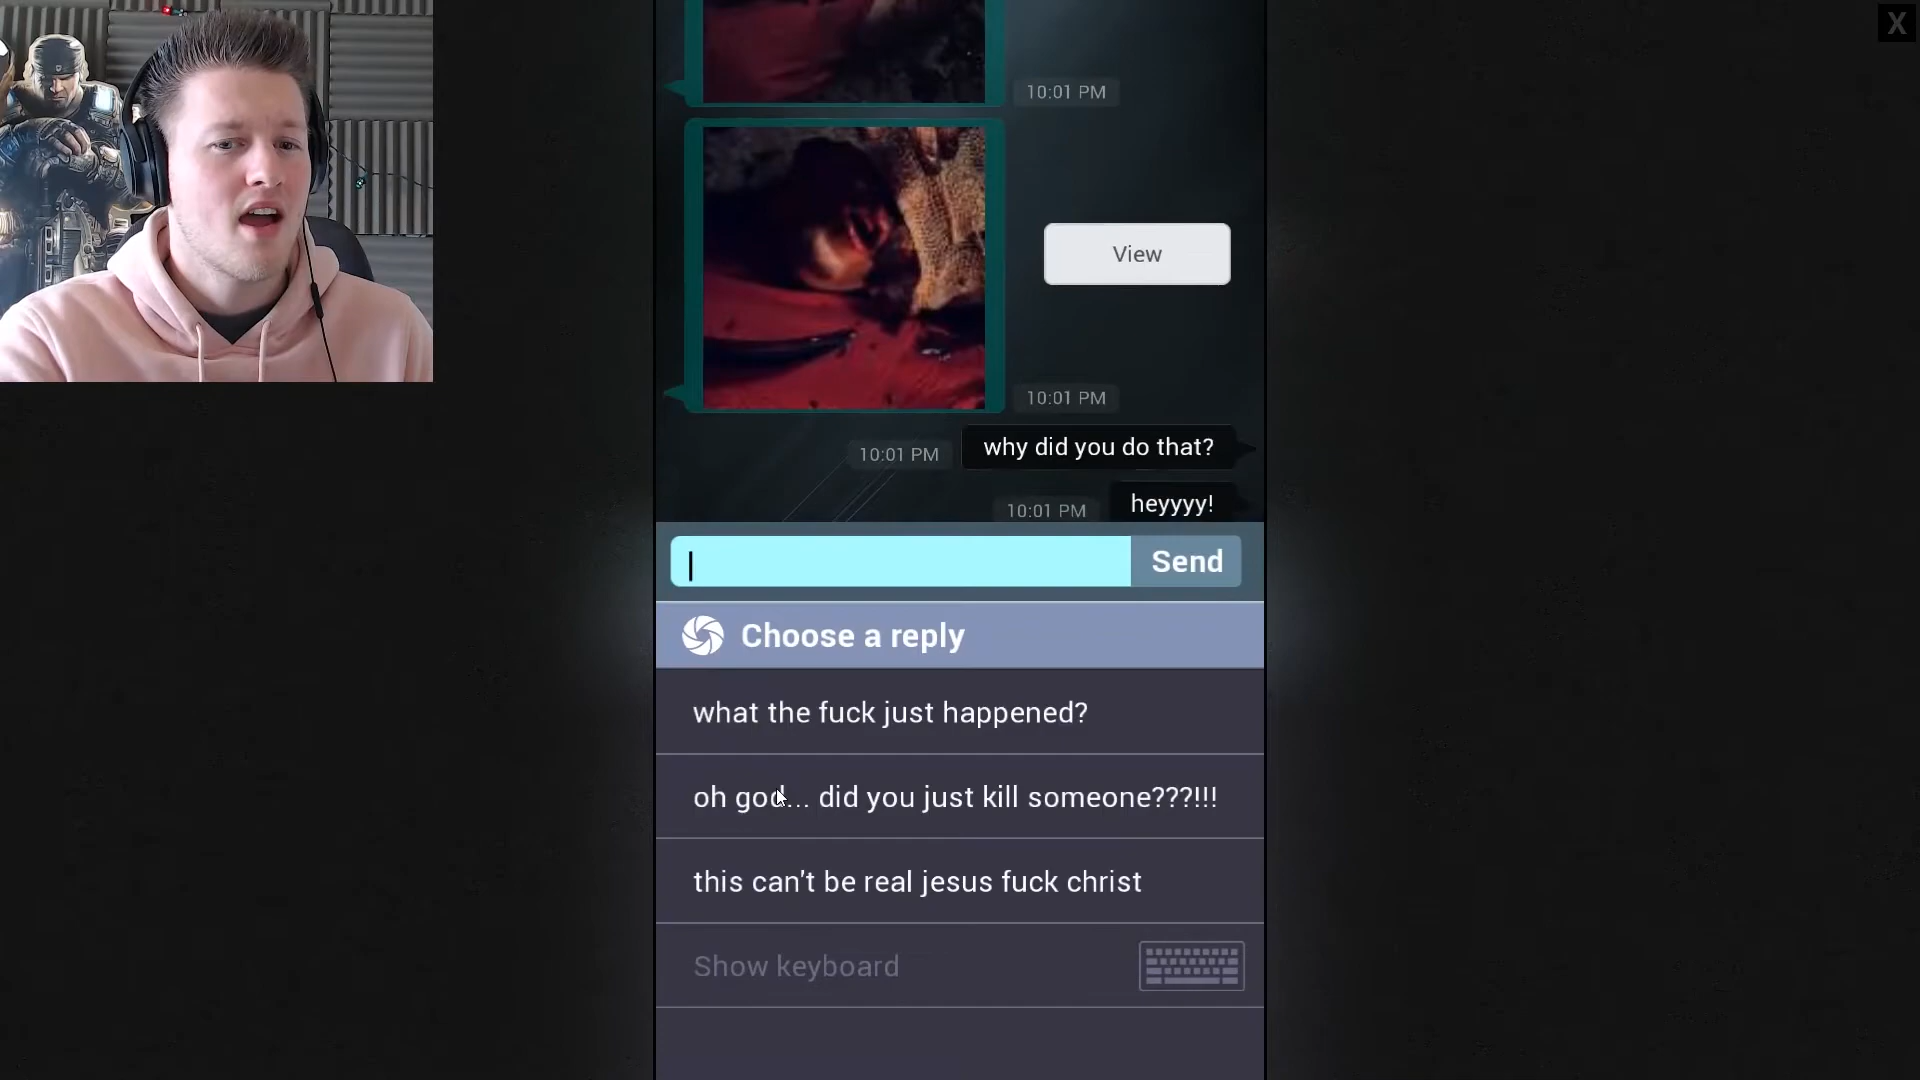 X
10:01 PM
View
10:01 PM
10:01 PM why did you do that?
10:01 PM heyyyy!
Send
Choose a reply
what the fuck just happened?
oh god... did you just kill someone???!!!
this can't be real jesus fuck christ
Show keyboard